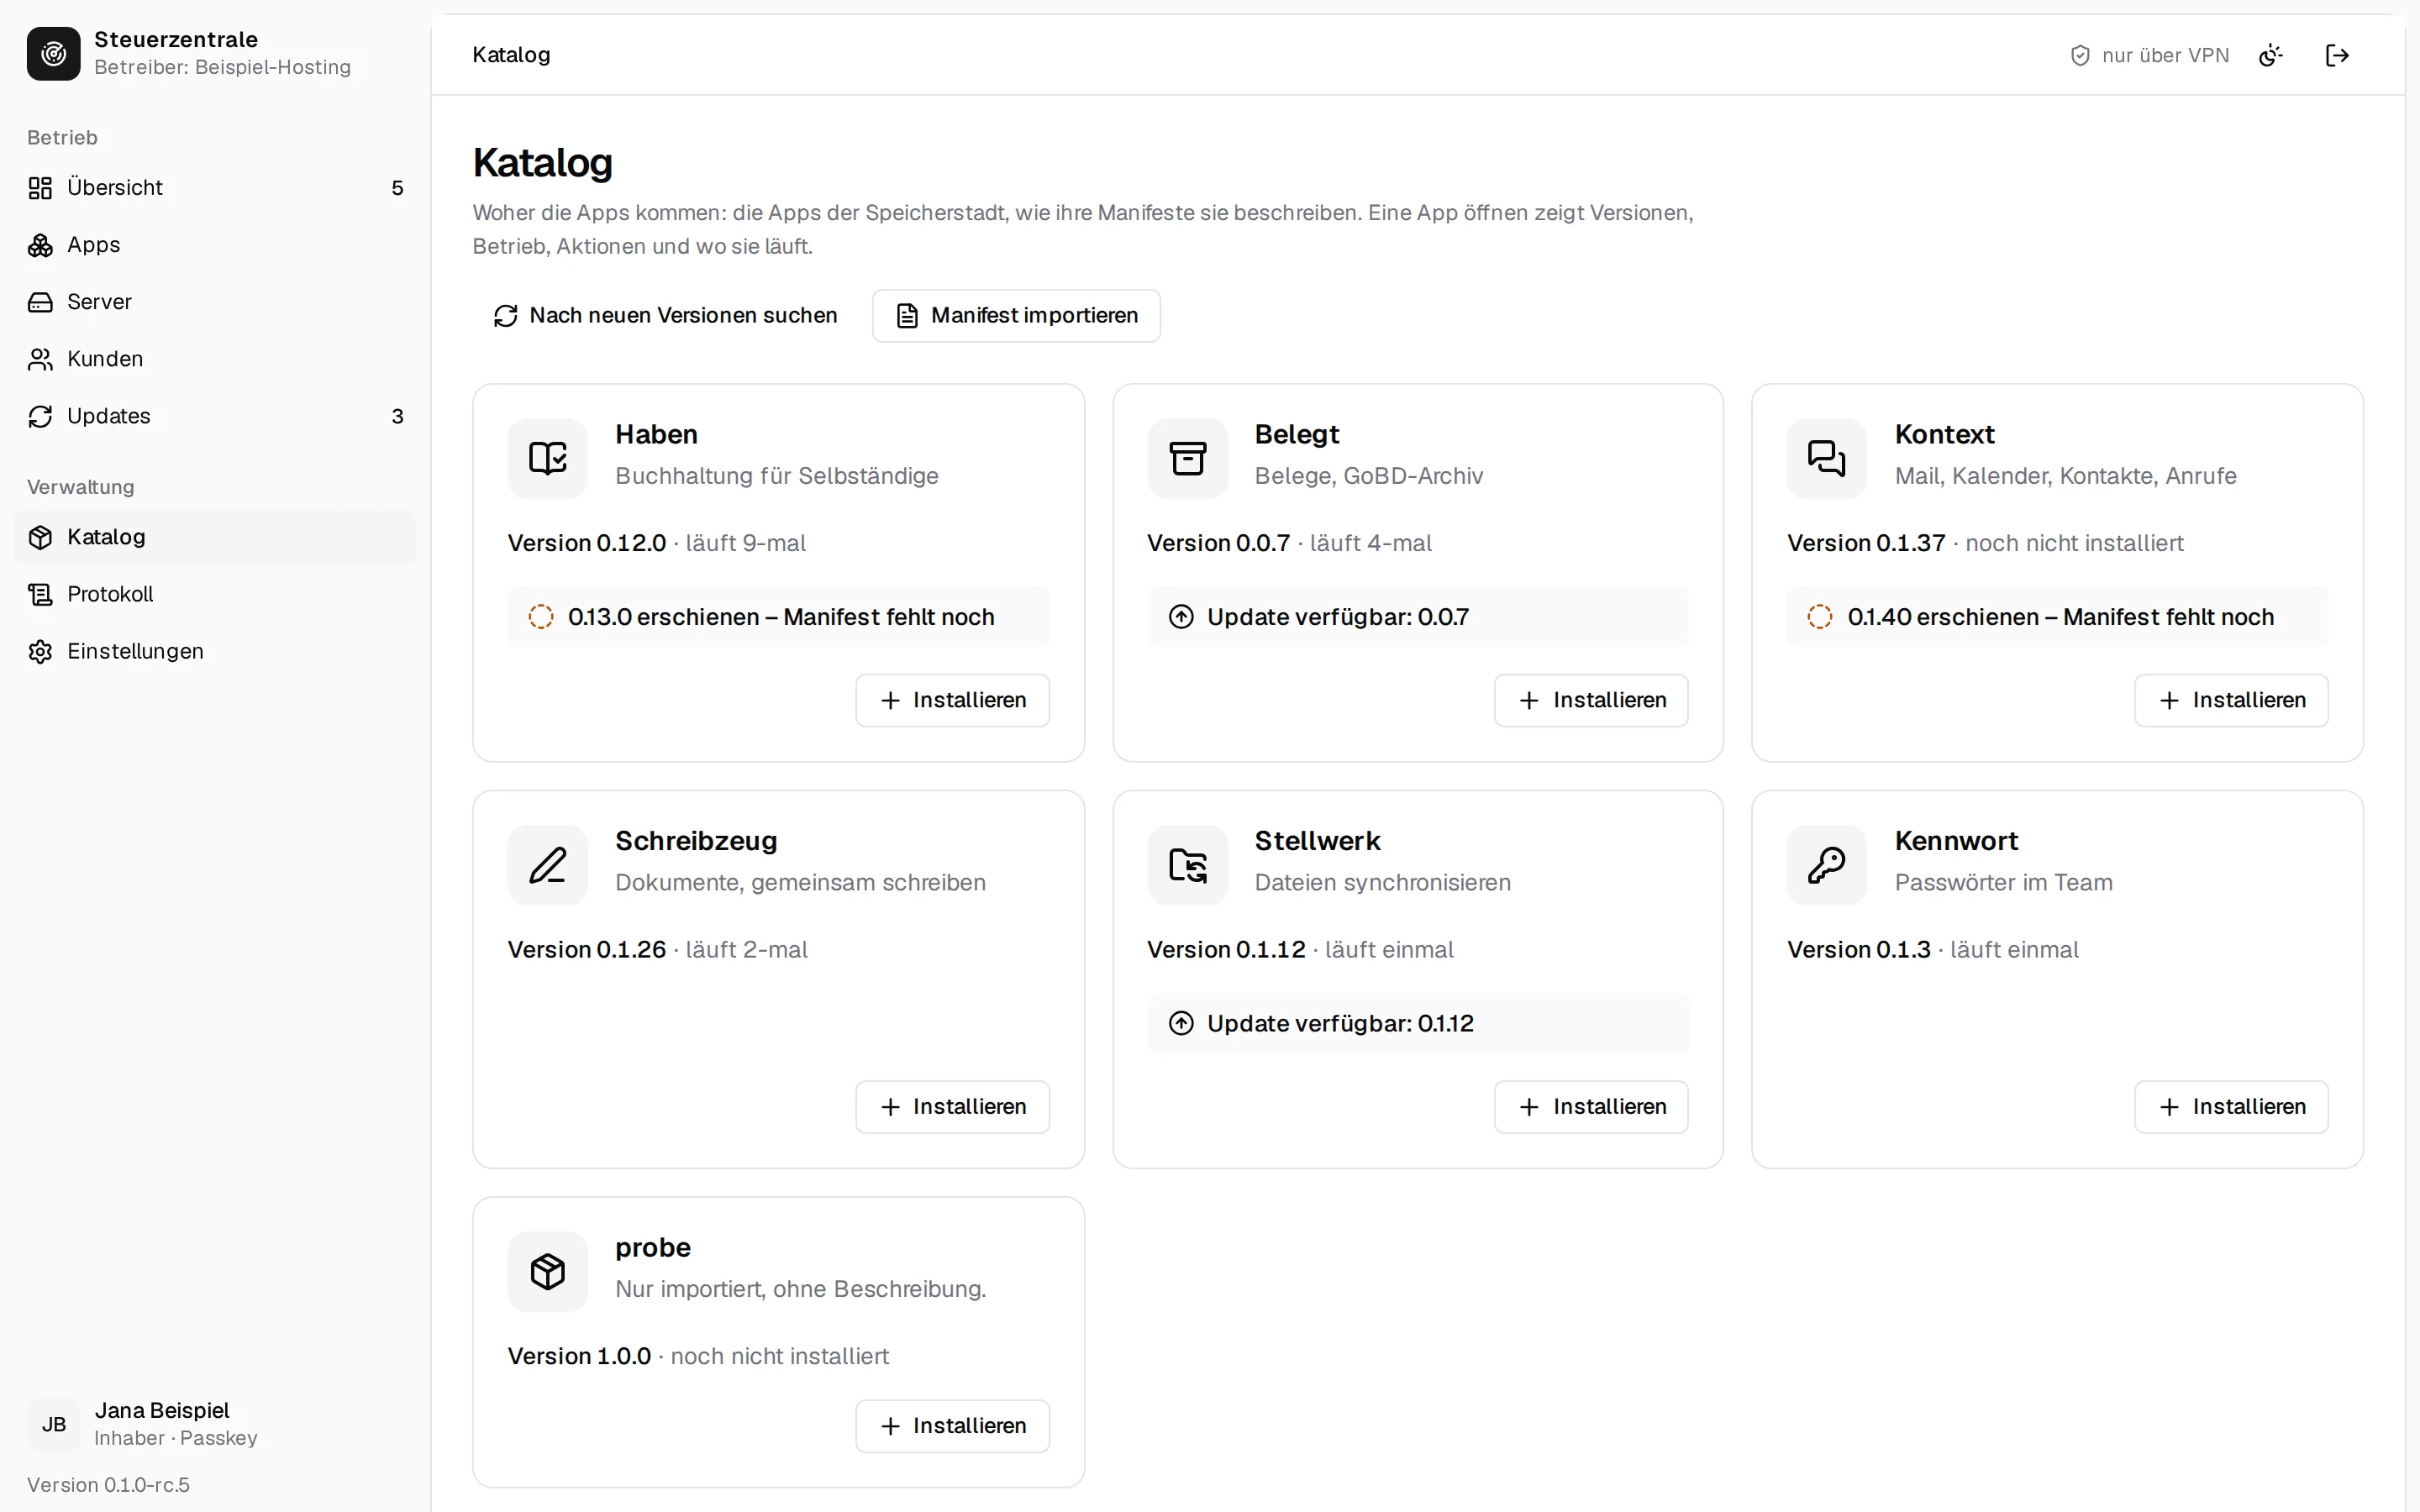 Steuerzentrale
Betreiber: Beispiel-Hosting
Betrieb
Übersicht 5
Apps
Server
Kunden
Updates 3
Verwaltung
Katalog
Protokoll
Einstellungen
JB
Jana Beispiel
Inhaber · Passkey
Version 0.1.0-rc.5
Katalog
nur über VPN
Katalog
Woher die Apps kommen: die Apps der Speicherstadt, wie ihre Manifeste sie beschreiben. Eine App öffnen zeigt Versionen,
Betrieb, Aktionen und wo sie läuft.
Nach neuen Versionen suchen
Manifest importieren
Haben
Buchhaltung für Selbständige
Version 0.12.0 · läuft 9-mal
0.13.0 erschienen – Manifest fehlt noch
Installieren
Belegt
Belege, GoBD-Archiv
Version 0.0.7 · läuft 4-mal
Update verfügbar: 0.0.7
Installieren
Kontext
Mail, Kalender, Kontakte, Anrufe
Version 0.1.37 · noch nicht installiert
0.1.40 erschienen – Manifest fehlt noch
Installieren
Schreibzeug
Dokumente, gemeinsam schreiben
Version 0.1.26 · läuft 2-mal
Installieren
Stellwerk
Dateien synchronisieren
Version 0.1.12 · läuft einmal
Update verfügbar: 0.1.12
Installieren
Kennwort
Passwörter im Team
Version 0.1.3 · läuft einmal
Installieren
probe
Nur importiert, ohne Beschreibung.
Version 1.0.0 · noch nicht installiert
Installieren